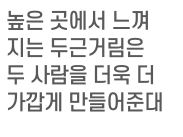 높은 곳에서 느껴
지는 두근거림은
두 사람을 더욱 더
가깝게 만들어준대